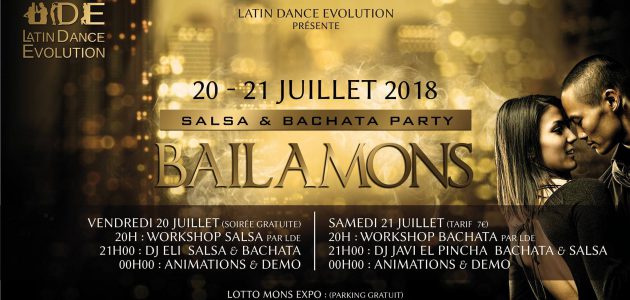 LATIN DANCE
EVOLUTION
LATIN DANCE EVOLUTION
PRÉSENTE
20 - 21 JUILLET 2018
SALSA & BACHATA PARTY
BAILAMONS
VENDREDI 20 JUILLET (SOIRÉE GRATUITE)
20H : WORKSHOP SALSA PAR LDE
21H00 : DJ ELI SALSA & BACHATA
00H00 : ANIMATIONS & DEMO
SAMEDI 21 JUILLET (TARIF 7€)
20H : WORKSHOP BACHATA PAR LDE
21H00 : DJ JAVI EL PINCHA BACHATA & SALSA
00H00 : ANIMATIONS & DEMO
LOTTO MONS EXPO : (PARKING GRATUIT)